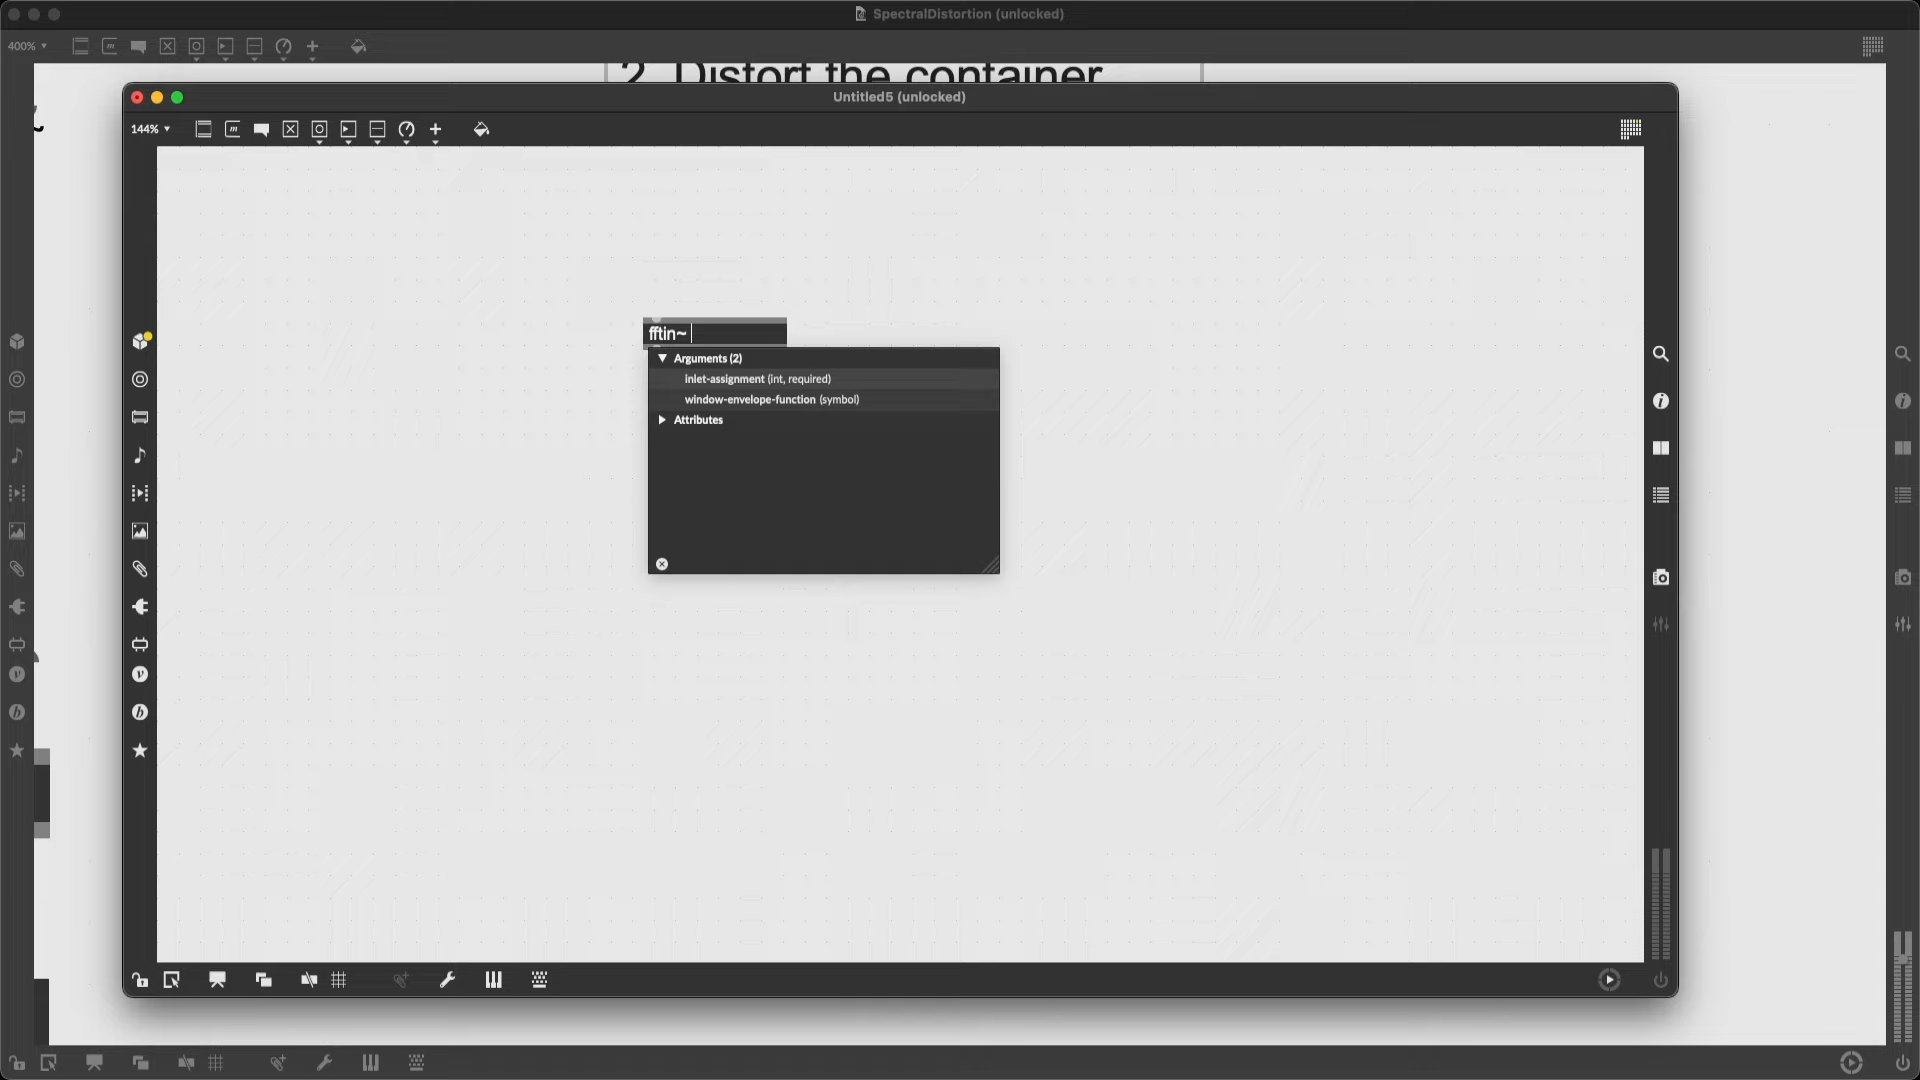 SpectralDistortion (unlocked)
400%
2. Distort the container
Untitled5 (unlocked)
144%
fftin~
Arguments (2)
inlet-assignment (int, required)
window-envelope-function (symbol)
Attributes